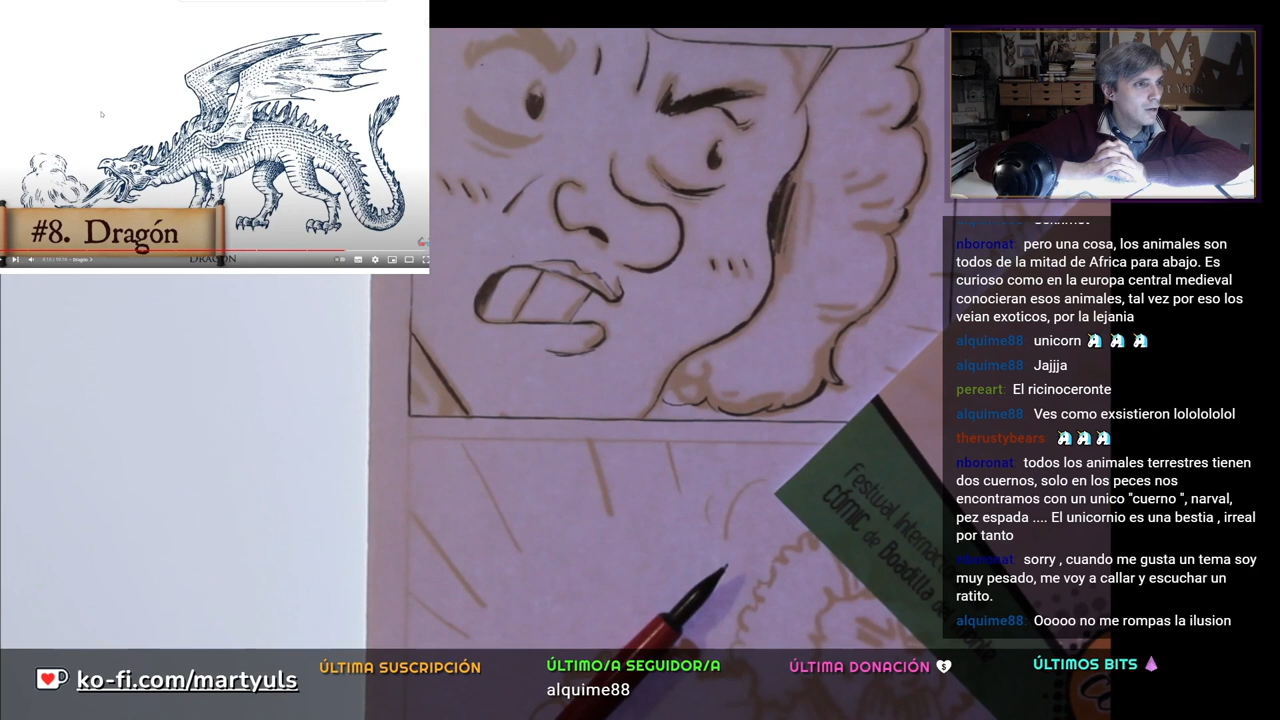 #8. Dragón
DRAGÓN
nboronat: pero una cosa, los animales son
todos de la mitad de Africa para abajo. Es
curioso como en la europa central medieval
conocieran esos animales, tal vez por eso los
veian exoticos, por la lejania
alquime88 unicorn
alquime88 Jajjja
pereart: El ricinoceronte
alquime88 Ves como exsistieron lolololol
therustybears
nboronat: todos los animales terrestres tienen
dos cuernos, solo en los peces nos
encontramos con un unico "cuerno ", narval,
pez espada .... El unicornio es una bestia , irreal
por tanto
nboronat: sorry , cuando me gusta un tema soy
muy pesado, me voy a callar y escuchar un
ratito.
alquime88: Ooooo no me rompas la ilusion
Festival Internac
CÓMIC de Boadilla del
ko-fi.com/martyuls
ÚLTIMA SUSCRIPCIÓN
ÚLTIMO/A SEGUIDOR/A
alquime88
ÚLTIMA DONACIÓN
ÚLTIMOS BITS